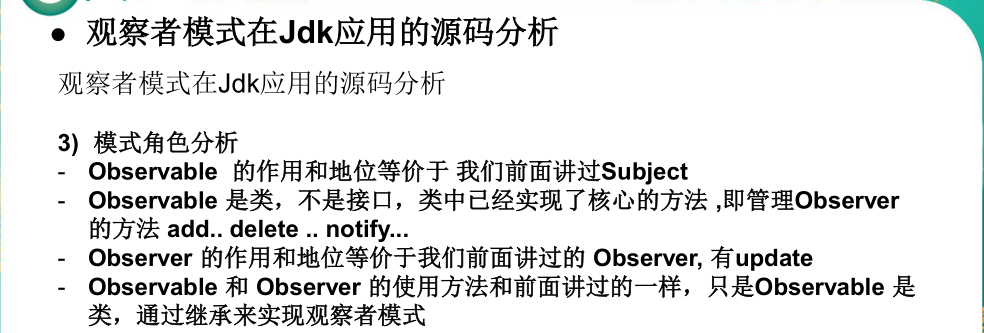 ● 观察者模式在Jdk应用的源码分析
观察者模式在Jdk应用的源码分析
3) 模式角色分析
- Observable 的作用和地位等价于 我们前面讲过Subject
- Observable 是类，不是接口，类中已经实现了核心的方法 ,即管理Observer
的方法 add.. delete .. notify...
- Observer 的作用和地位等价于我们前面讲过的 Observer, 有update
- Observable 和 Observer 的使用方法和前面讲过的一样，只是Observable 是
类，通过继承来实现观察者模式